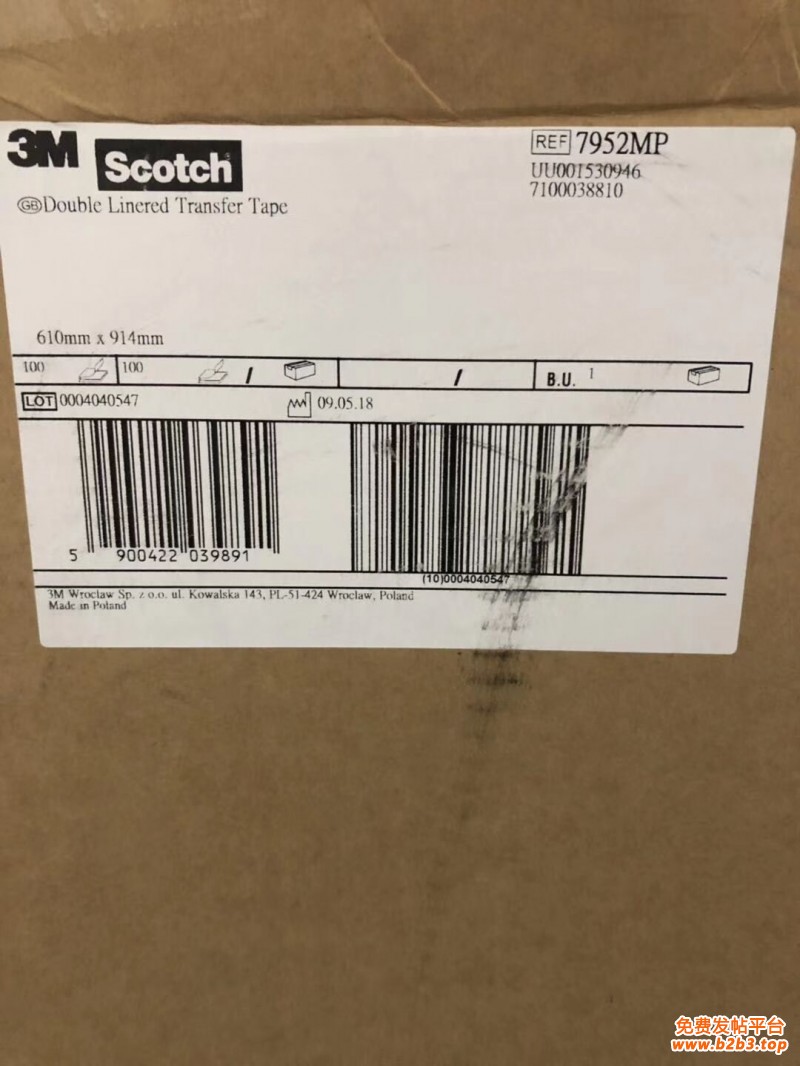 3M
Scotch
REF 7952MP
UU001530946
7100038810
GB Double Linered Transfer Tape
610mm x 914mm
100 100 / / B.U. 1
LOT 0004040547 09.05.18
5 900422 039891
(10)0004040547
3M Wroclaw Sp. z o.o. ul. Kowalska 143, PL-51-424 Wroclaw, Poland
Made in Poland
免费发帖平台
www.b2b3.top